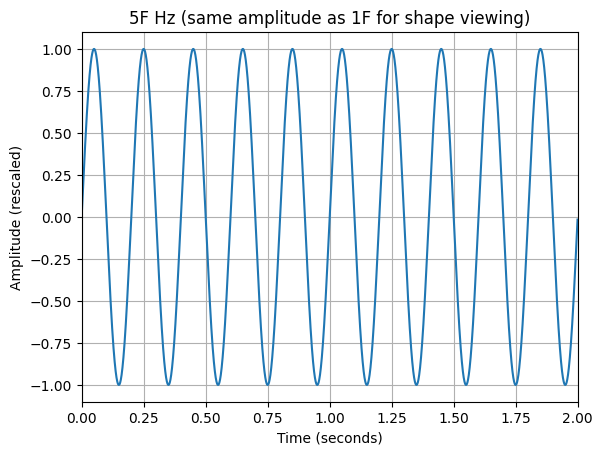 5F Hz (same amplitude as 1F for shape viewing)
1.00
0.75
0.50
0.25
0.00
−0.25
−0.50
−0.75
−1.00
Amplitude (rescaled)
0.00 0.25 0.50 0.75 1.00 1.25 1.50 1.75 2.00
Time (seconds)